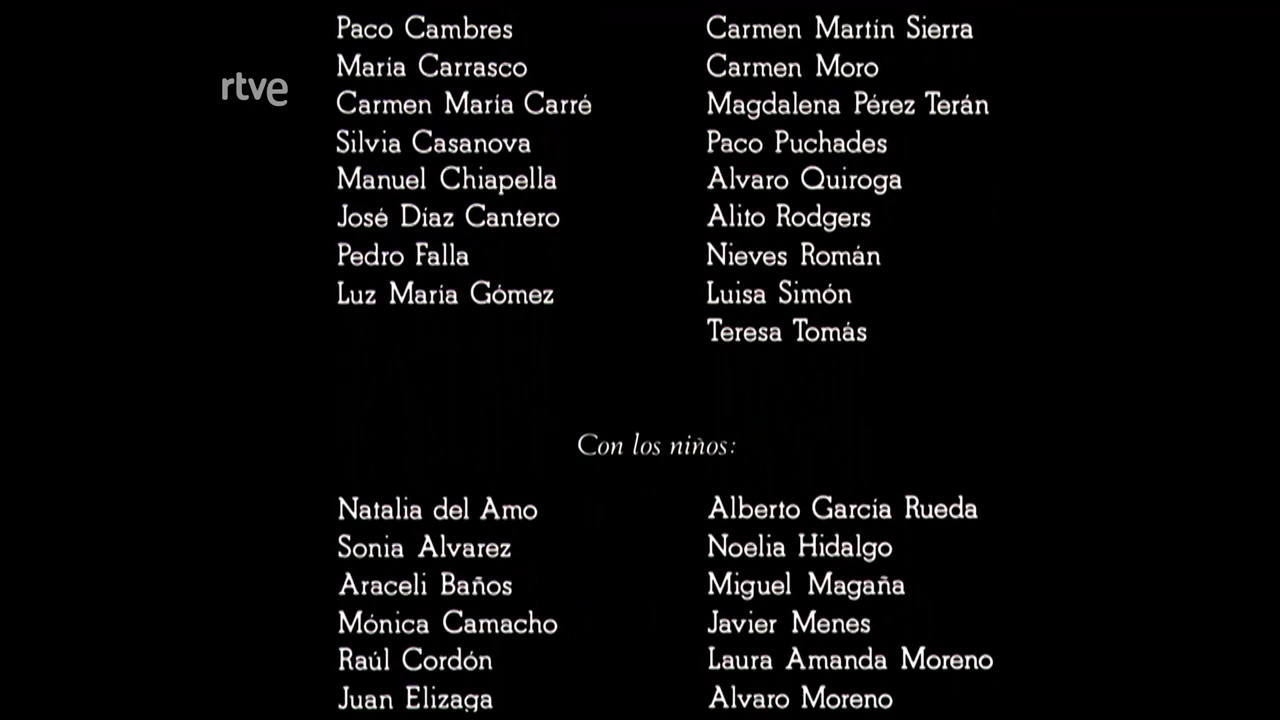 rtve
Paco Cambres
María Carrasco
Carmen María Carré
Silvia Casanova
Manuel Chiapella
José Díaz Cantero
Pedro Falla
Luz María Gómez
Carmen Martín Sierra
Carmen Moro
Magdalena Pérez Terán
Paco Puchades
Alvaro Quiroga
Alito Rodgers
Nieves Román
Luisa Simón
Teresa Tomás
Con los niños:
Natalia del Amo
Sonia Alvarez
Araceli Baños
Mónica Camacho
Raúl Cordón
Juan Elizaga
Alberto García Rueda
Noelia Hidalgo
Miguel Magaña
Javier Menes
Laura Amanda Moreno
Alvaro Moreno